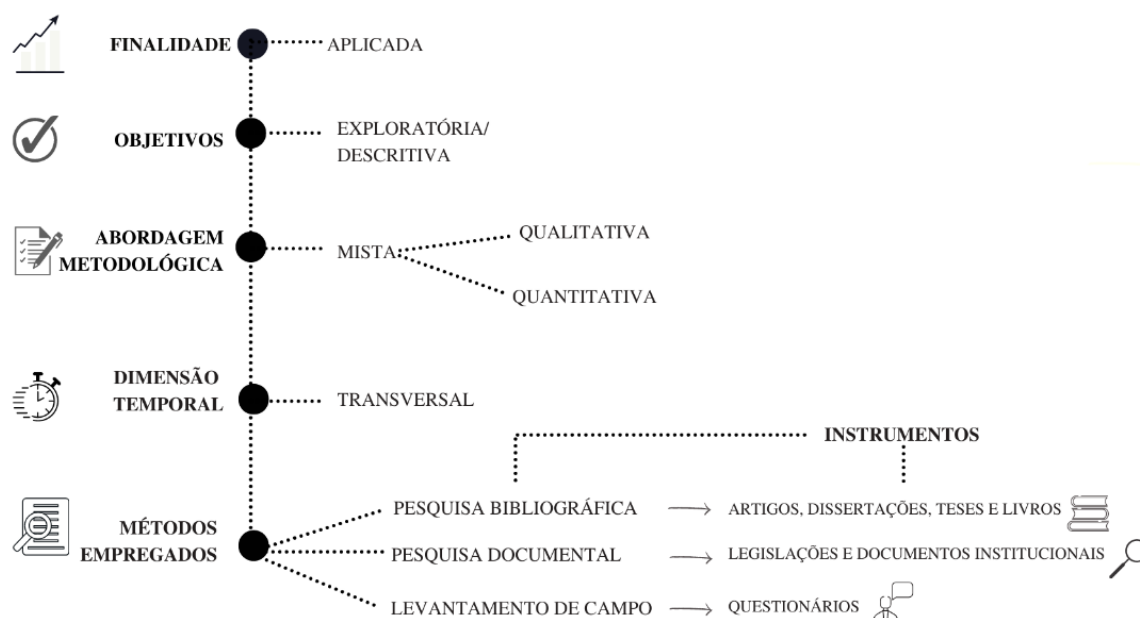 FINALIDADE
APLICADA
OBJETIVOS
EXPLORATÓRIA/
DESCRITIVA
ABORDAGEM
METODOLÓGICA
MISTA
QUALITATIVA
QUANTITATIVA
DIMENSÃO
TEMPORAL
TRANSVERSAL
INSTRUMENTOS
MÉTODOS
EMPREGADOS
PESQUISA BIBLIOGRÁFICA
ARTIGOS, DISSERTAÇÕES, TESES E LIVROS
PESQUISA DOCUMENTAL
LEGISLAÇÕES E DOCUMENTOS INSTITUCIONAIS
LEVANTAMENTO DE CAMPO
QUESTIONÁRIOS